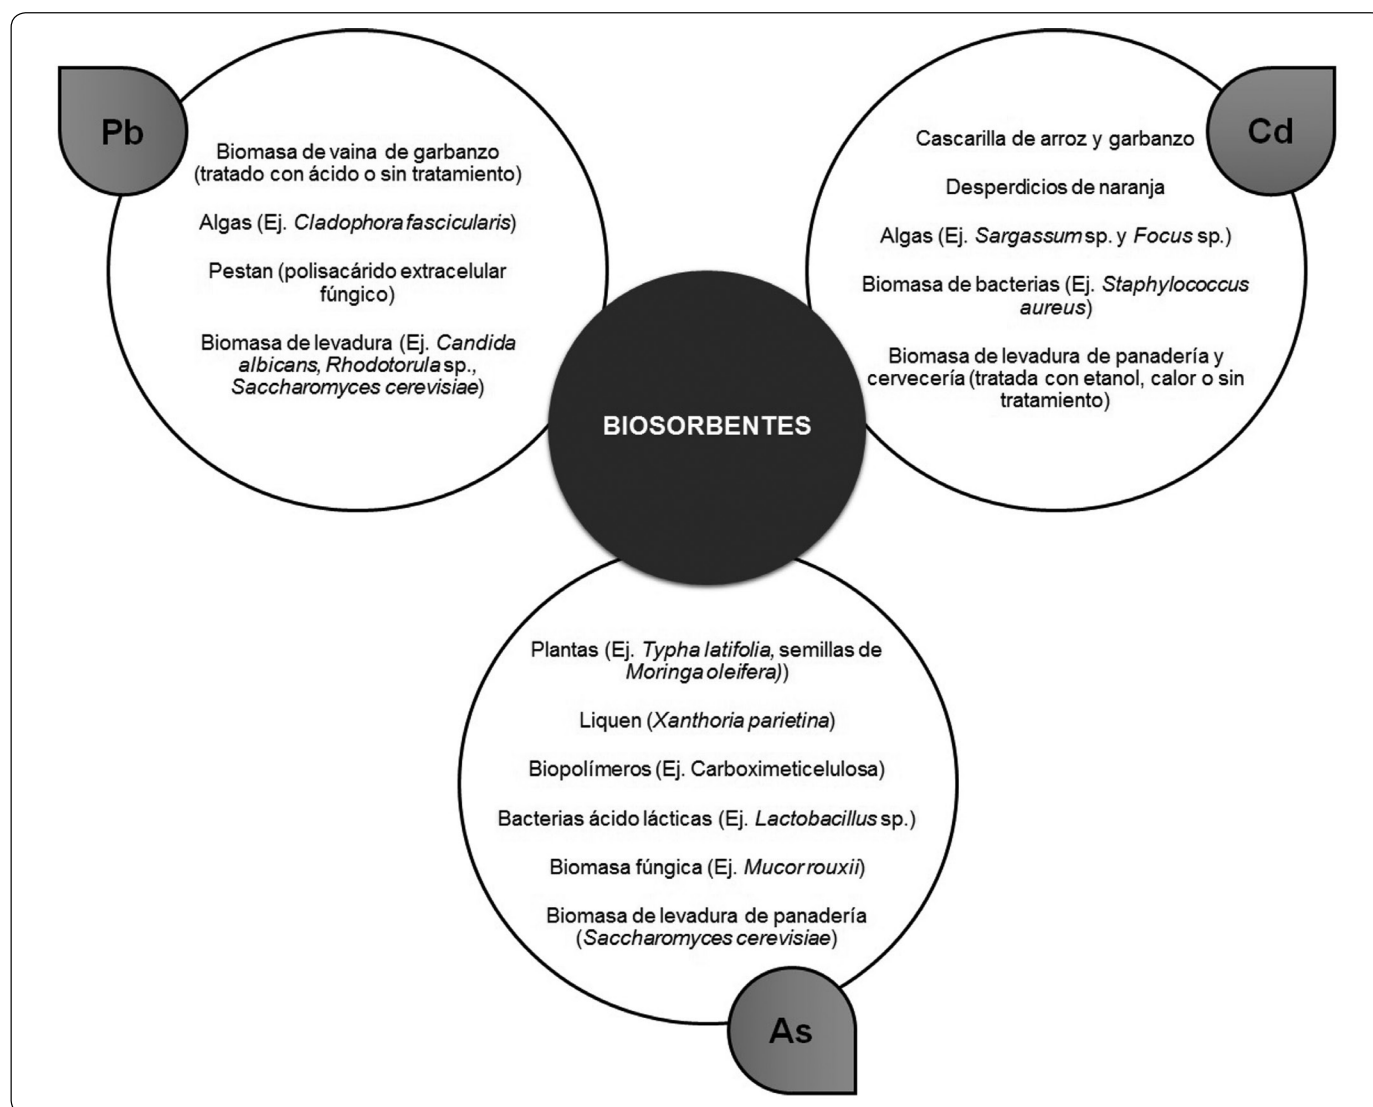 Pb
Biomasa de vaina de garbanzo
(tratado con ácido o sin tratamiento)
Algas (Ej. Cladophora fascicularis)
Pestan (polisacárido extracelular
fúngico)
Biomasa de levadura (Ej. Candida
albicans, Rhodotorula sp.,
Saccharomyces cerevisiae)
Cd
Cascarilla de arroz y garbanzo
Desperdicios de naranja
Algas (Ej. Sargassum sp. y Focus sp.)
Biomasa de bacterias (Ej. Staphylococcus
aureus)
Biomasa de levadura de panadería y
cervecería (tratada con etanol, calor o sin
tratamiento)
BIOSORBENTES
Plantas (Ej. Typha latifolia, semillas de
Moringa oleifera))
Liquen (Xanthoria parietina)
Biopolímeros (Ej. Carboximeticelulosa)
Bacterias ácido lácticas (Ej. Lactobacillus sp.)
Biomasa fúngica (Ej. Mucor rouxii)
Biomasa de levadura de panadería
(Saccharomyces cerevisiae)
As